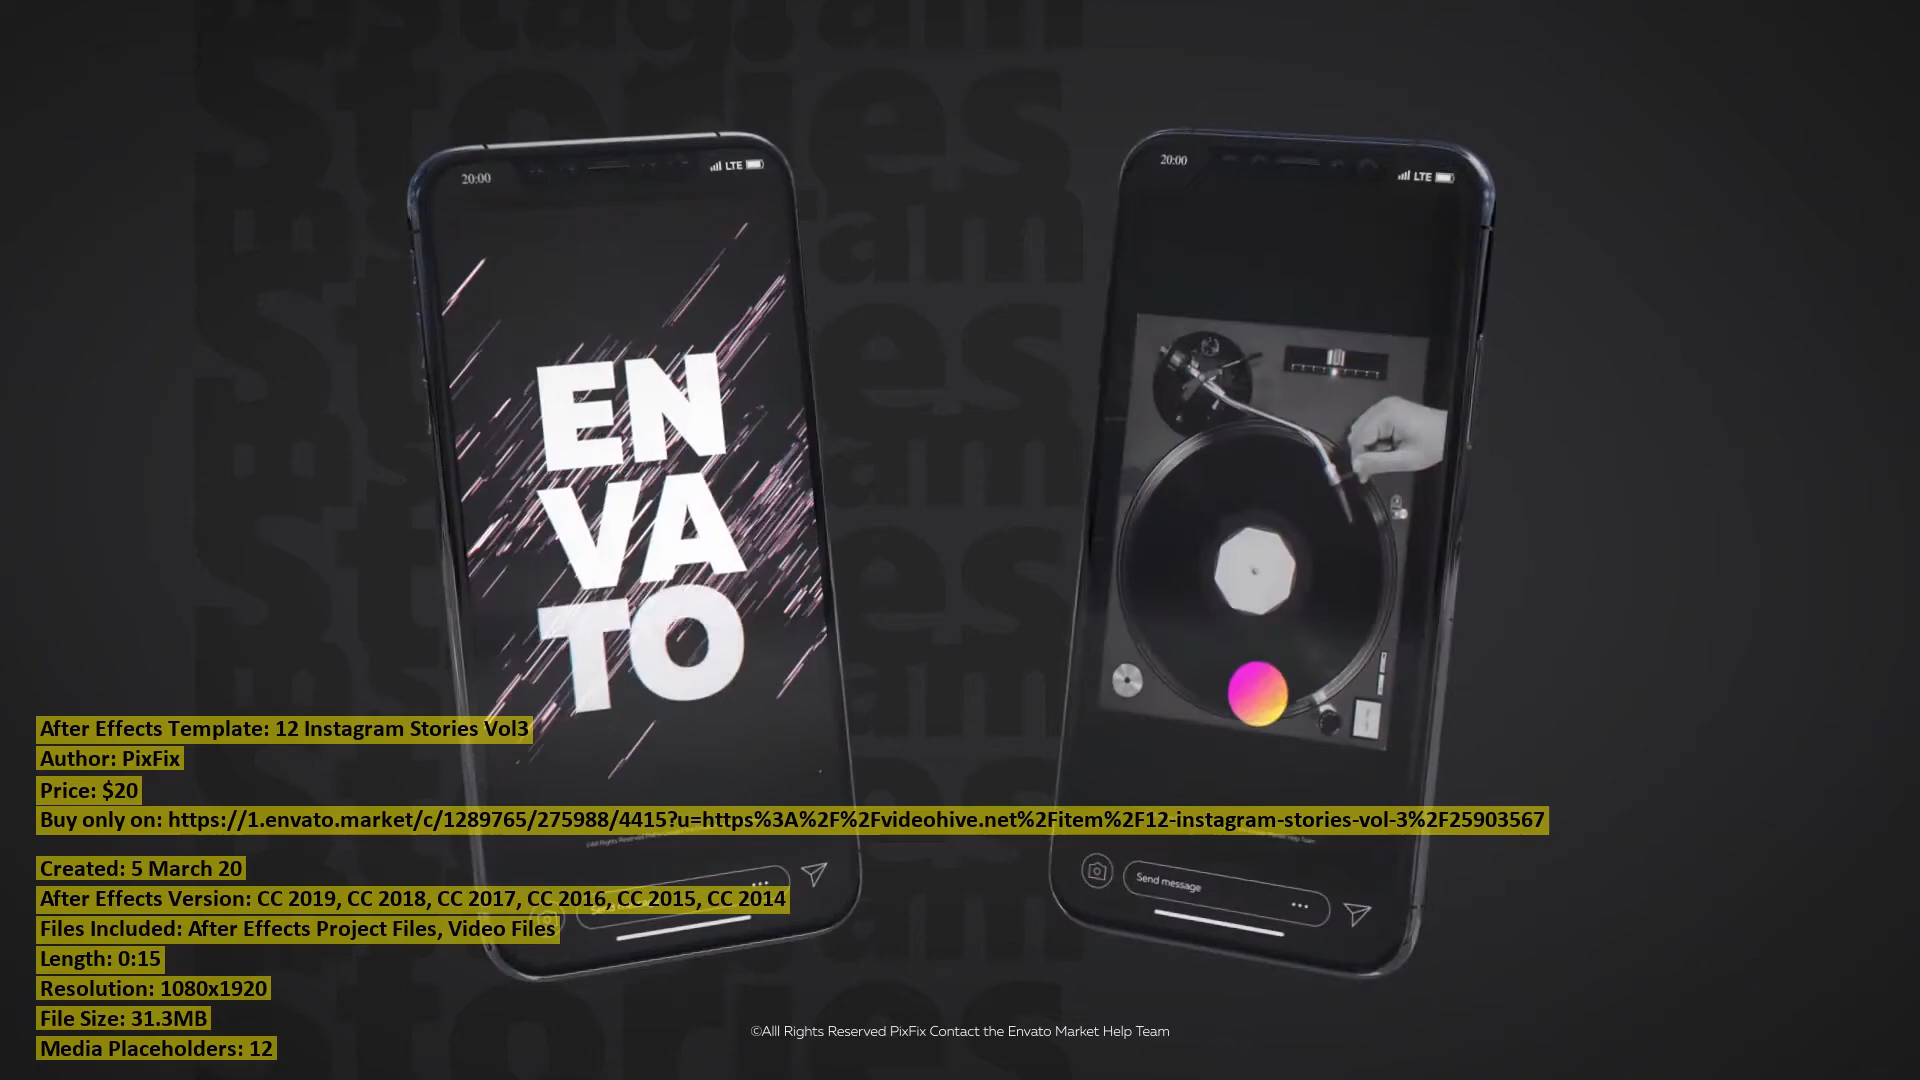 Instagram
Stories
20:00
LTE
20:00
LTE
EN
VA
TO
After Effects Template: 12 Instagram Stories Vol3
Author: PixFix
Price: $20
Buy only on: https://1.envato.market/c/1289765/275988/4415?u=https%3A%2F%2Fvideohive.net%2Fitem%2F12-instagram-stories-vol-3%2F25903567
Created: 5 March 20
After Effects Version: CC 2019, CC 2018, CC 2017, CC 2016, CC 2015, CC 2014
Files Included: After Effects Project Files, Video Files
Length: 0:15
Resolution: 1080x1920
File Size: 31.3MB
Media Placeholders: 12
Send message
©Alll Rights Reserved PixFix Contact the Envato Market Help Team